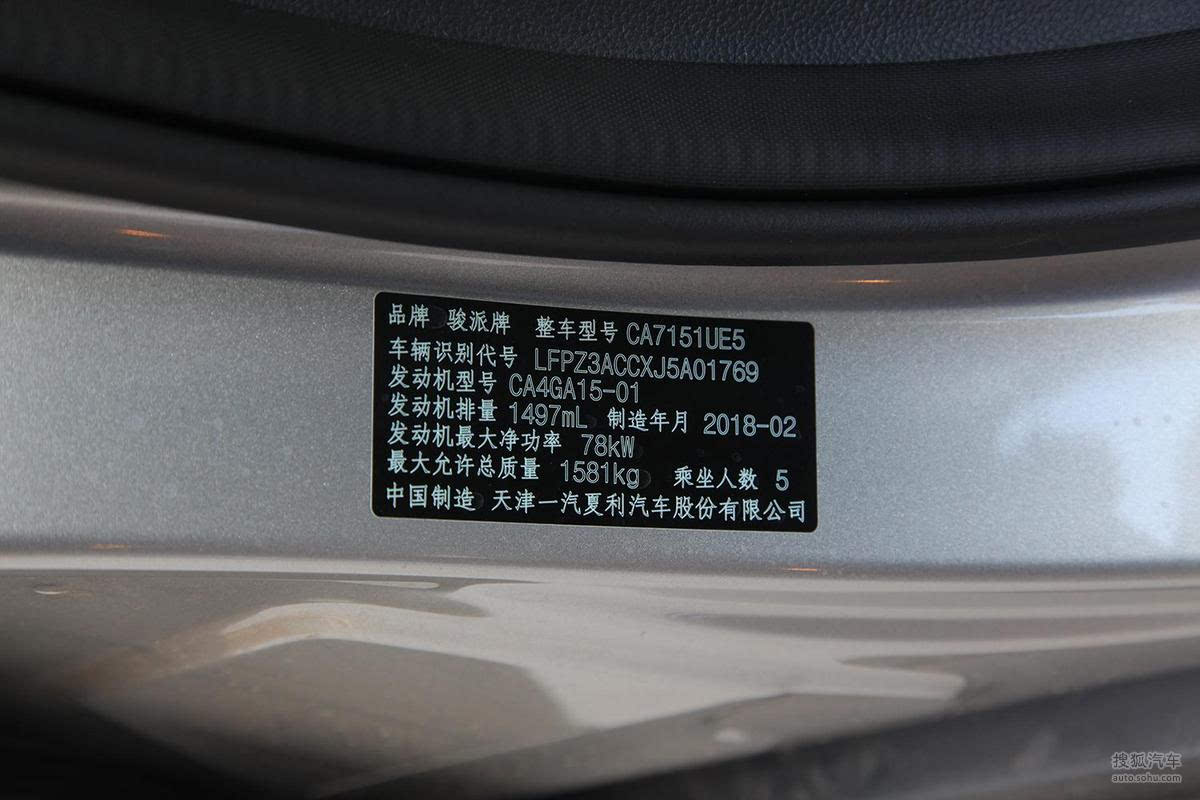 品牌 骏派牌 整车型号 CA7151UE5
车辆识别代号 LFPZ3ACCXJ5A01769
发动机型号 CA4GA15-01
发动机排量 1497mL 制造年月 2018-02
发动机最大净功率 78kW
最大允许总质量 1581kg 乘坐人数 5
中国制造 天津一汽夏利汽车股份有限公司
搜狐汽车
auto.sohu.com